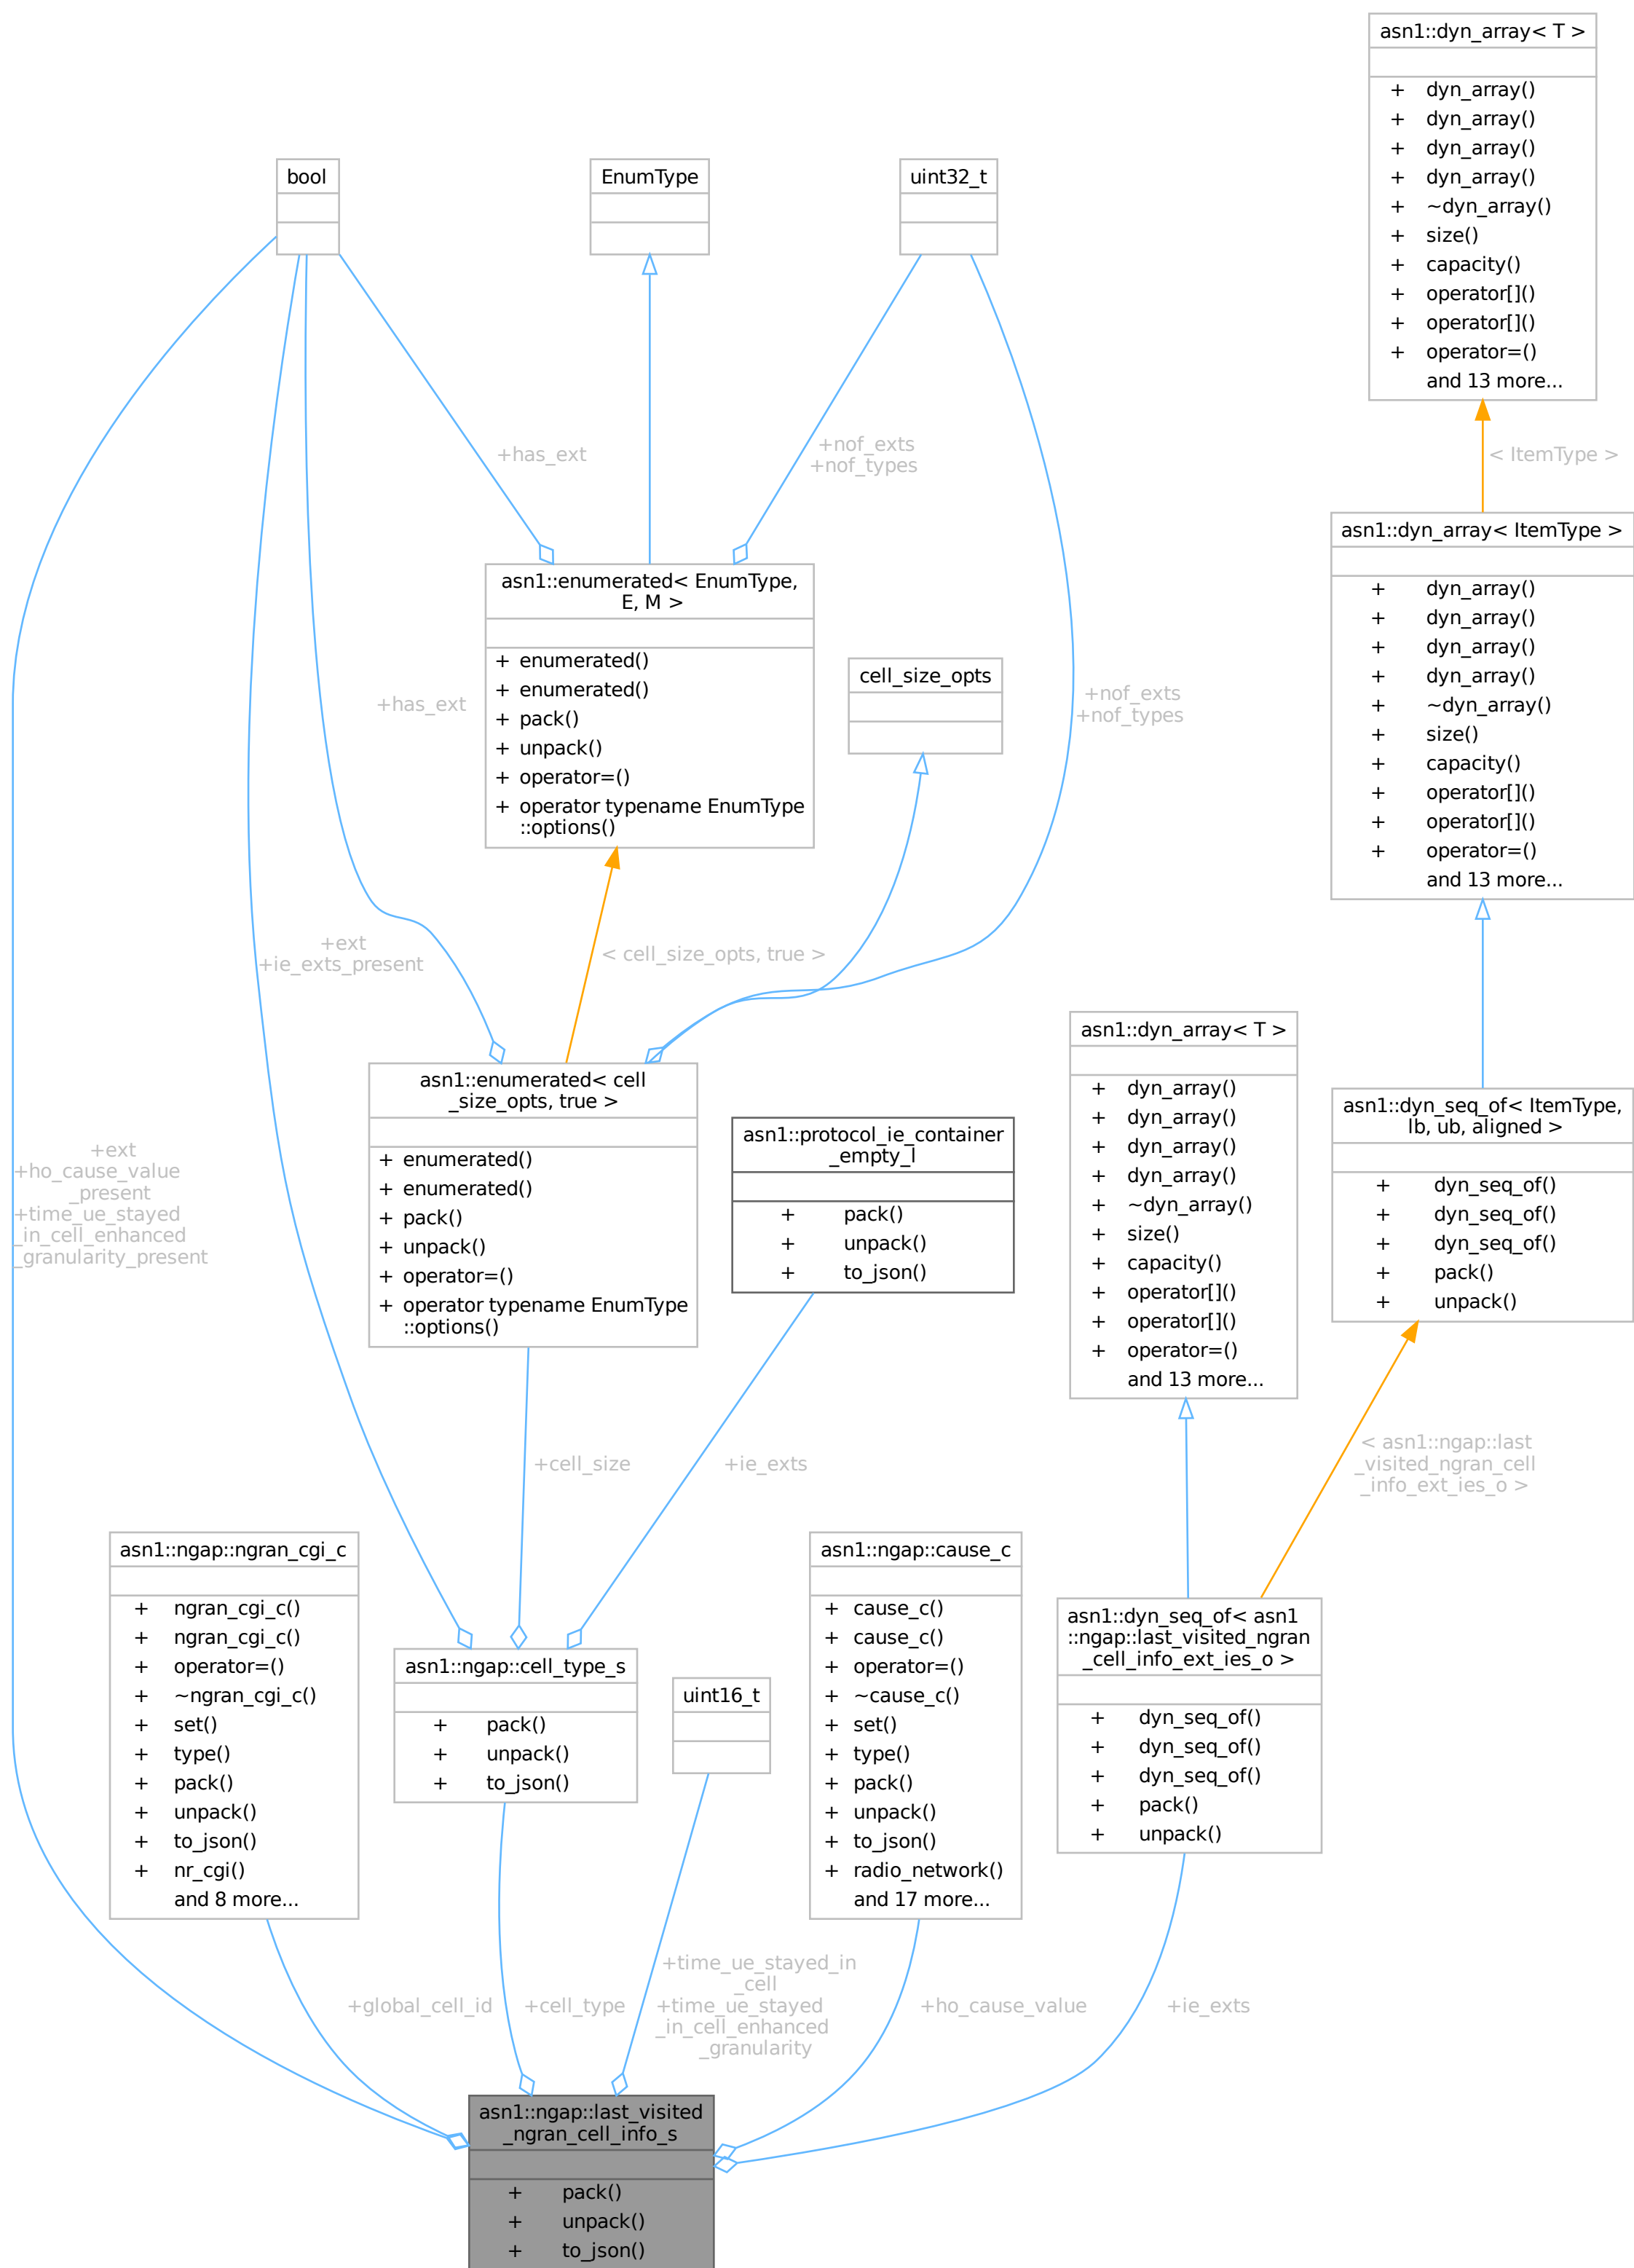 asn1::dyn_array< T >
+ dyn_array()
+ dyn_array()
+ dyn_array()
+ dyn_array()
+ ~dyn_array()
+ size()
+ capacity()
+ operator[]()
+ operator[]()
+ operator=()
and 13 more...
bool
EnumType
uint32_t
+has_ext
+nof_exts
+nof_types
< ItemType >
asn1::dyn_array< ItemType >
+ dyn_array()
+ dyn_array()
+ dyn_array()
+ dyn_array()
+ ~dyn_array()
+ size()
+ capacity()
+ operator[]()
+ operator[]()
+ operator=()
and 13 more...
asn1::enumerated< EnumType,
E, M >
+ enumerated()
+ enumerated()
+ pack()
+ unpack()
+ operator=()
+ operator typename EnumType
::options()
cell_size_opts
+has_ext
+nof_exts
+nof_types
+ext
+ie_exts_present
< cell_size_opts, true >
asn1::dyn_array< T >
+ dyn_array()
+ dyn_array()
+ dyn_array()
+ dyn_array()
+ ~dyn_array()
+ size()
+ capacity()
+ operator[]()
+ operator[]()
+ operator=()
and 13 more...
asn1::enumerated< cell
_size_opts, true >
+ enumerated()
+ enumerated()
+ pack()
+ unpack()
+ operator=()
+ operator typename EnumType
::options()
asn1::protocol_ie_container
_empty_l
+ pack()
+ unpack()
+ to_json()
asn1::dyn_seq_of< ItemType,
lb, ub, aligned >
+ dyn_seq_of()
+ dyn_seq_of()
+ dyn_seq_of()
+ pack()
+ unpack()
+ext
+ho_cause_value
_present
+time_ue_stayed
_in_cell_enhanced
_granularity_present
+cell_size
+ie_exts
< asn1::ngap::last
_visited_ngran_cell
_info_ext_ies_o >
asn1::ngap::ngran_cgi_c
+ ngran_cgi_c()
+ ngran_cgi_c()
+ operator=()
+ ~ngran_cgi_c()
+ set()
+ type()
+ pack()
+ unpack()
+ to_json()
+ nr_cgi()
and 8 more...
asn1::ngap::cell_type_s
+ pack()
+ unpack()
+ to_json()
uint16_t
asn1::ngap::cause_c
+ cause_c()
+ cause_c()
+ operator=()
+ ~cause_c()
+ set()
+ type()
+ pack()
+ unpack()
+ to_json()
+ radio_network()
and 17 more...
asn1::dyn_seq_of< asn1
::ngap::last_visited_ngran
_cell_info_ext_ies_o >
+ dyn_seq_of()
+ dyn_seq_of()
+ dyn_seq_of()
+ pack()
+ unpack()
+global_cell_id
+cell_type
+time_ue_stayed_in
_cell
+time_ue_stayed
_in_cell_enhanced
_granularity
+ho_cause_value
+ie_exts
asn1::ngap::last_visited
_ngran_cell_info_s
+ pack()
+ unpack()
+ to_json()